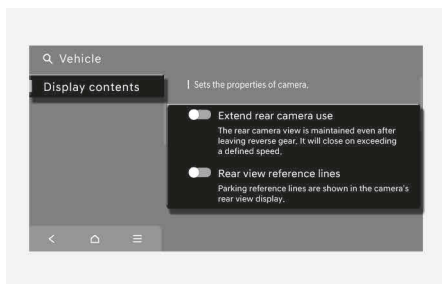 Vehicle
Display contents
Sets the properties of camera.
Extend rear camera use
The rear camera view is maintained even after
leaving reverse gear. It will close on exceeding
a defined speed.
Rear view reference lines
Parking reference lines are shown in the camera's
rear view display.